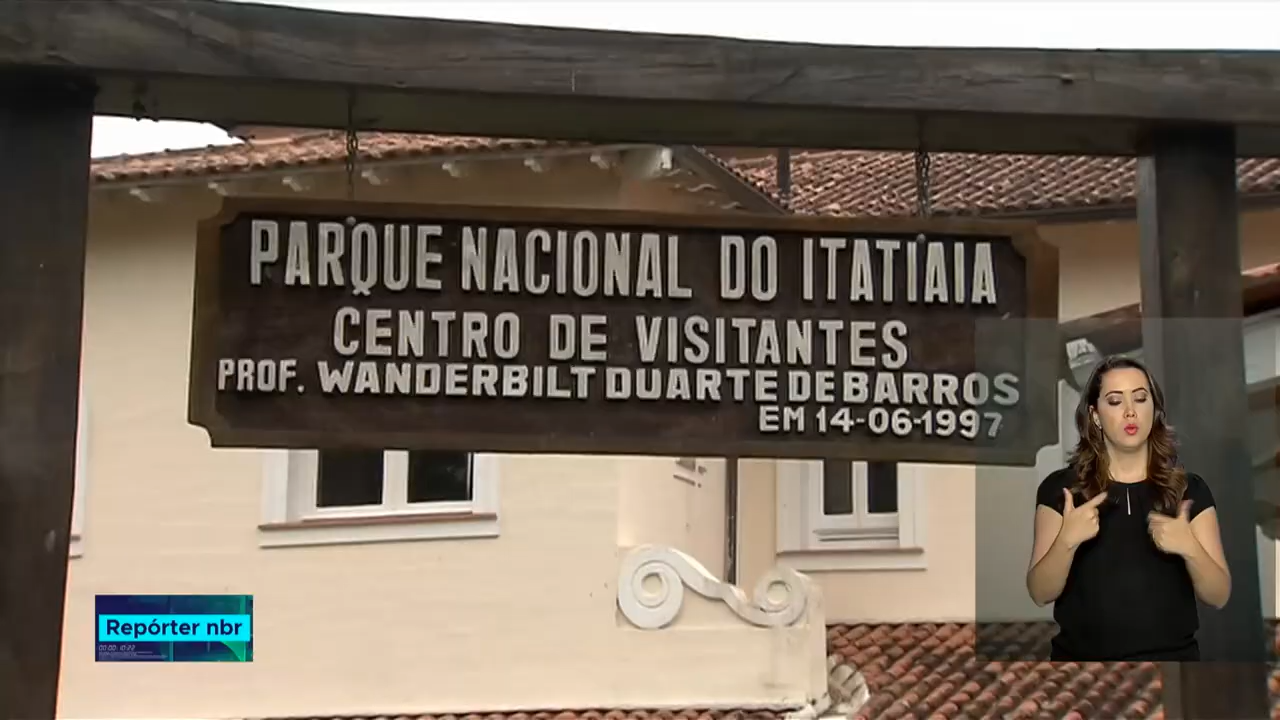 PARQUE NACIONAL DO ITATIAIA
CENTRO DE VISITANTES
PROF. WANDERBILT DUARTE DE BARROS
EM 14-06-1997
Repórter nbr